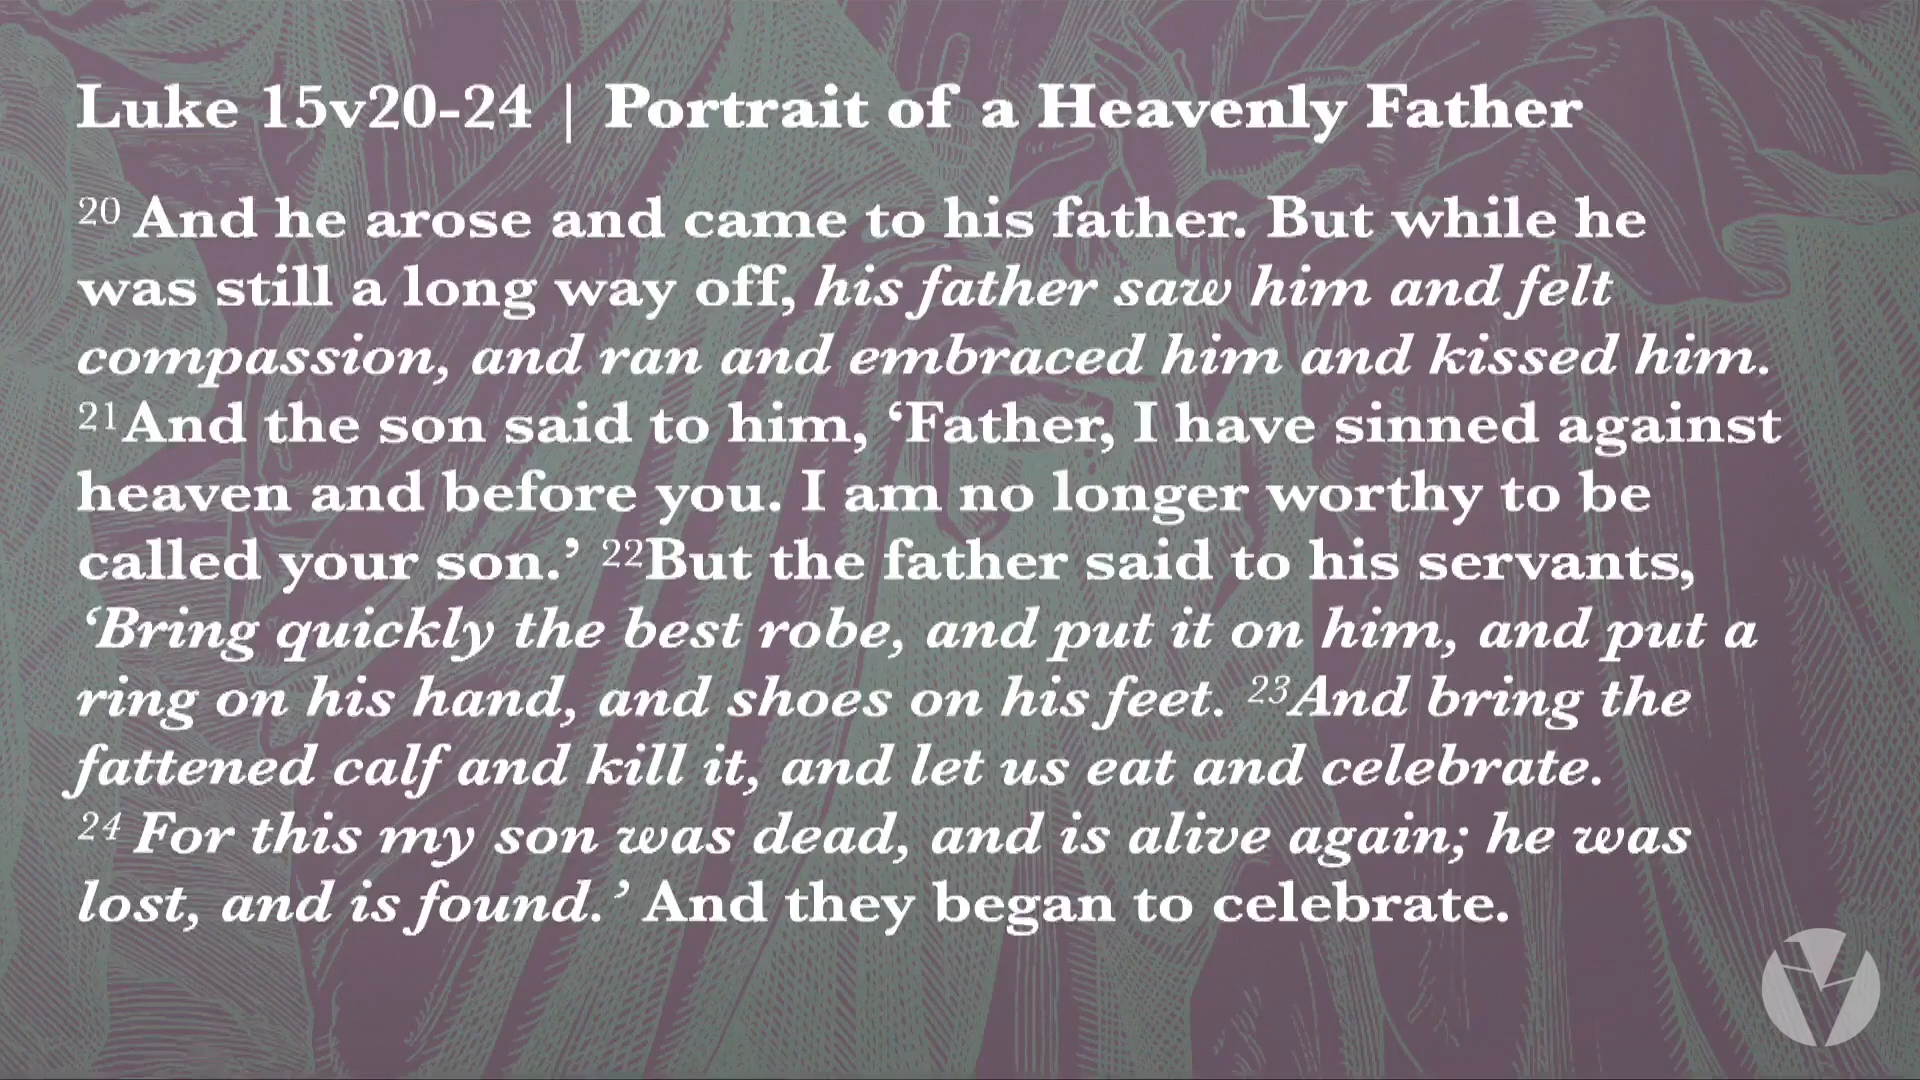 Luke 15v20-24 | Portrait of a Heavenly Father
20 And he arose and came to his father. But while he
was still a long way off, his father saw him and felt
compassion, and ran and embraced him and kissed him.
21And the son said to him, ‘Father, I have sinned against
heaven and before you. I am no longer worthy to be
called your son.’ 22But the father said to his servants,
‘Bring quickly the best robe, and put it on him, and put a
ring on his hand, and shoes on his feet. 23And bring the
fattened calf and kill it, and let us eat and celebrate.
24 For this my son was dead, and is alive again; he was
lost, and is found.’ And they began to celebrate.